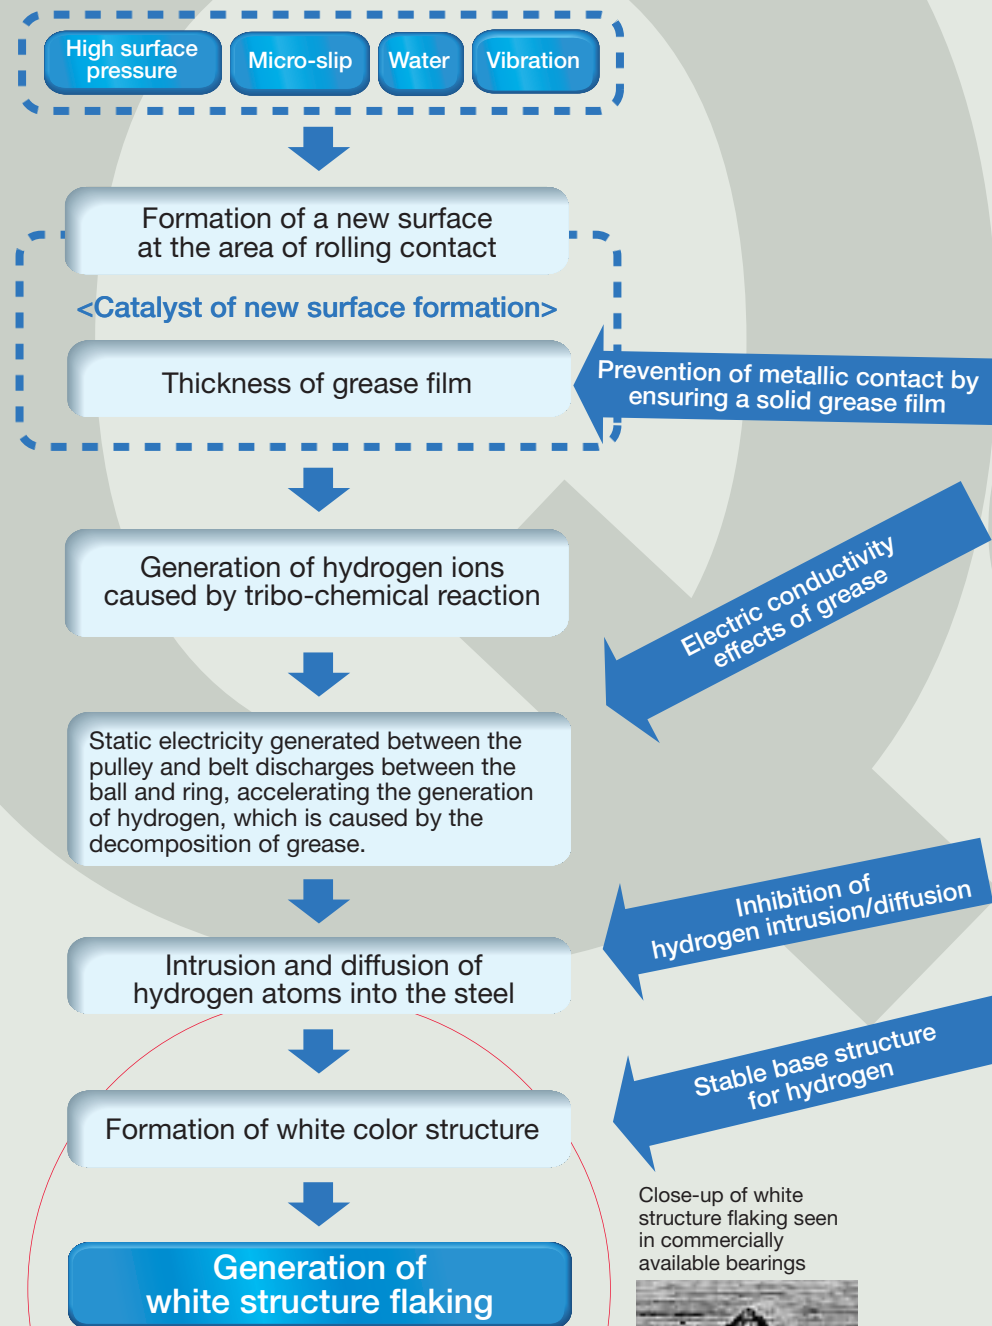 High surface
pressure
Micro-slip
Water
Vibration
Formation of a new surface
at the area of rolling contact
<Catalyst of new surface formation>
Thickness of grease film
Prevention of metallic contact by
ensuring a solid grease film
Generation of hydrogen ions
caused by tribo-chemical reaction
Electric conductivity
effects of grease
Static electricity generated between the
pulley and belt discharges between the
ball and ring, accelerating the generation
of hydrogen, which is caused by the
decomposition of grease.
Inhibition of
hydrogen intrusion/diffusion
Intrusion and diffusion of
hydrogen atoms into the steel
Stable base structure
for hydrogen
Formation of white color structure
Close-up of white
structure flaking seen
in commercially
available bearings
Generation of
white structure flaking